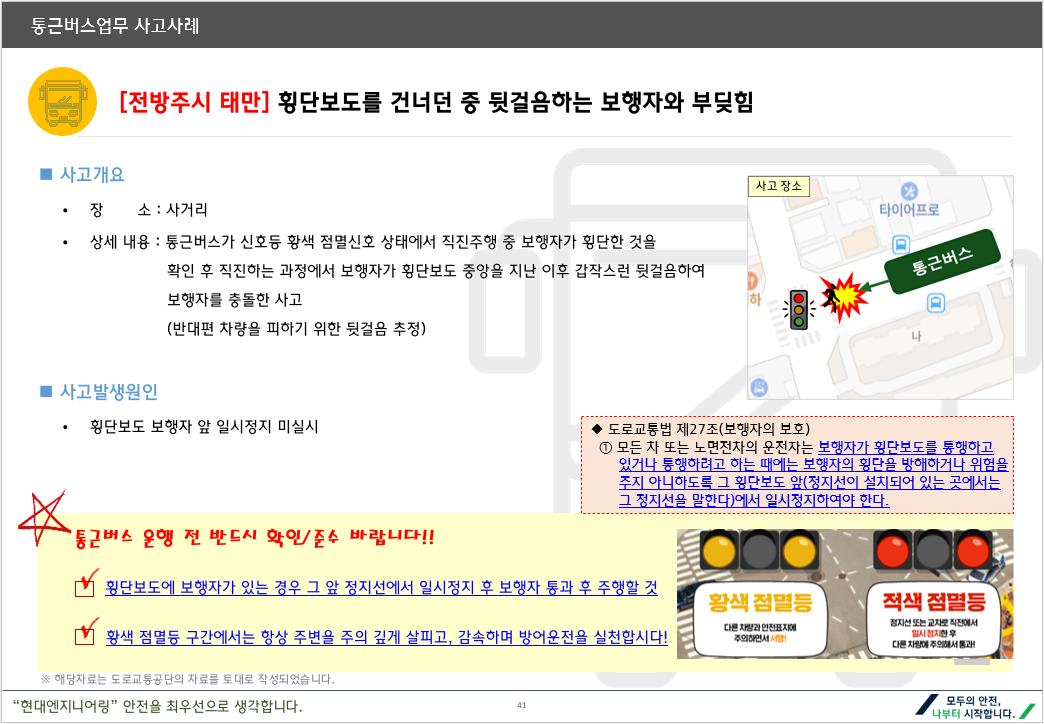 통근버스업무 사고사례
[전방주시 태만] 횡단보도를 건너던 중 뒷걸음하는 보행자와 부딪힘
■ 사고개요
• 장 소 : 사거리
• 상세 내용 : 통근버스가 신호등 황색 점멸신호 상태에서 직진주행 중 보행자가 횡단한 것을
확인 후 직진하는 과정에서 보행자가 횡단보도 중앙을 지난 이후 갑작스런 뒷걸음하여
보행자를 충돌한 사고
(반대편 차량을 피하기 위한 뒷걸음 추정)
사고 장소
타이어프로
통근버스
하
나
■ 사고발생원인
• 횡단보도 보행자 앞 일시정지 미실시
◆ 도로교통법 제27조(보행자의 보호)
① 모든 차 또는 노면전차의 운전자는 보행자가 횡단보도를 통행하고
있거나 통행하려고 하는 때에는 보행자의 횡단을 방해하거나 위험을
주지 아니하도록 그 횡단보도 앞(정지선이 설치되어 있는 곳에서는
그 정지선을 말한다)에서 일시정지하여야 한다.
통근버스 운행 전 반드시 확인/준수 바랍니다!!
횡단보도에 보행자가 있는 경우 그 앞 정지선에서 일시정지 후 보행자 통과 후 주행할 것
황색 점멸등 구간에서는 항상 주변을 주의 깊게 살피고, 감속하며 방어운전을 실천합시다!
황색 점멸등
다른 차량과 안전표지에
주의하면서 서행!
적색 점멸등
정지선 또는 교차로 직전에서
일시 정지한 후
다른 차량에 주의해서 통과!
※ 해당자료는 도로교통공단의 자료를 토대로 작성되었습니다.
“현대엔지니어링” 안전을 최우선으로 생각합니다.
41
모두의 안전,
나부터 시작합니다.